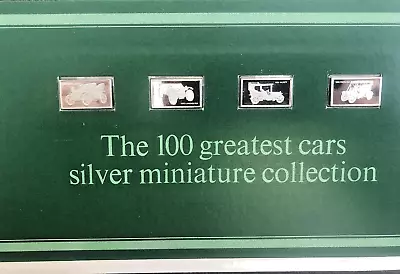 The 100 greatest cars
silver miniature collection